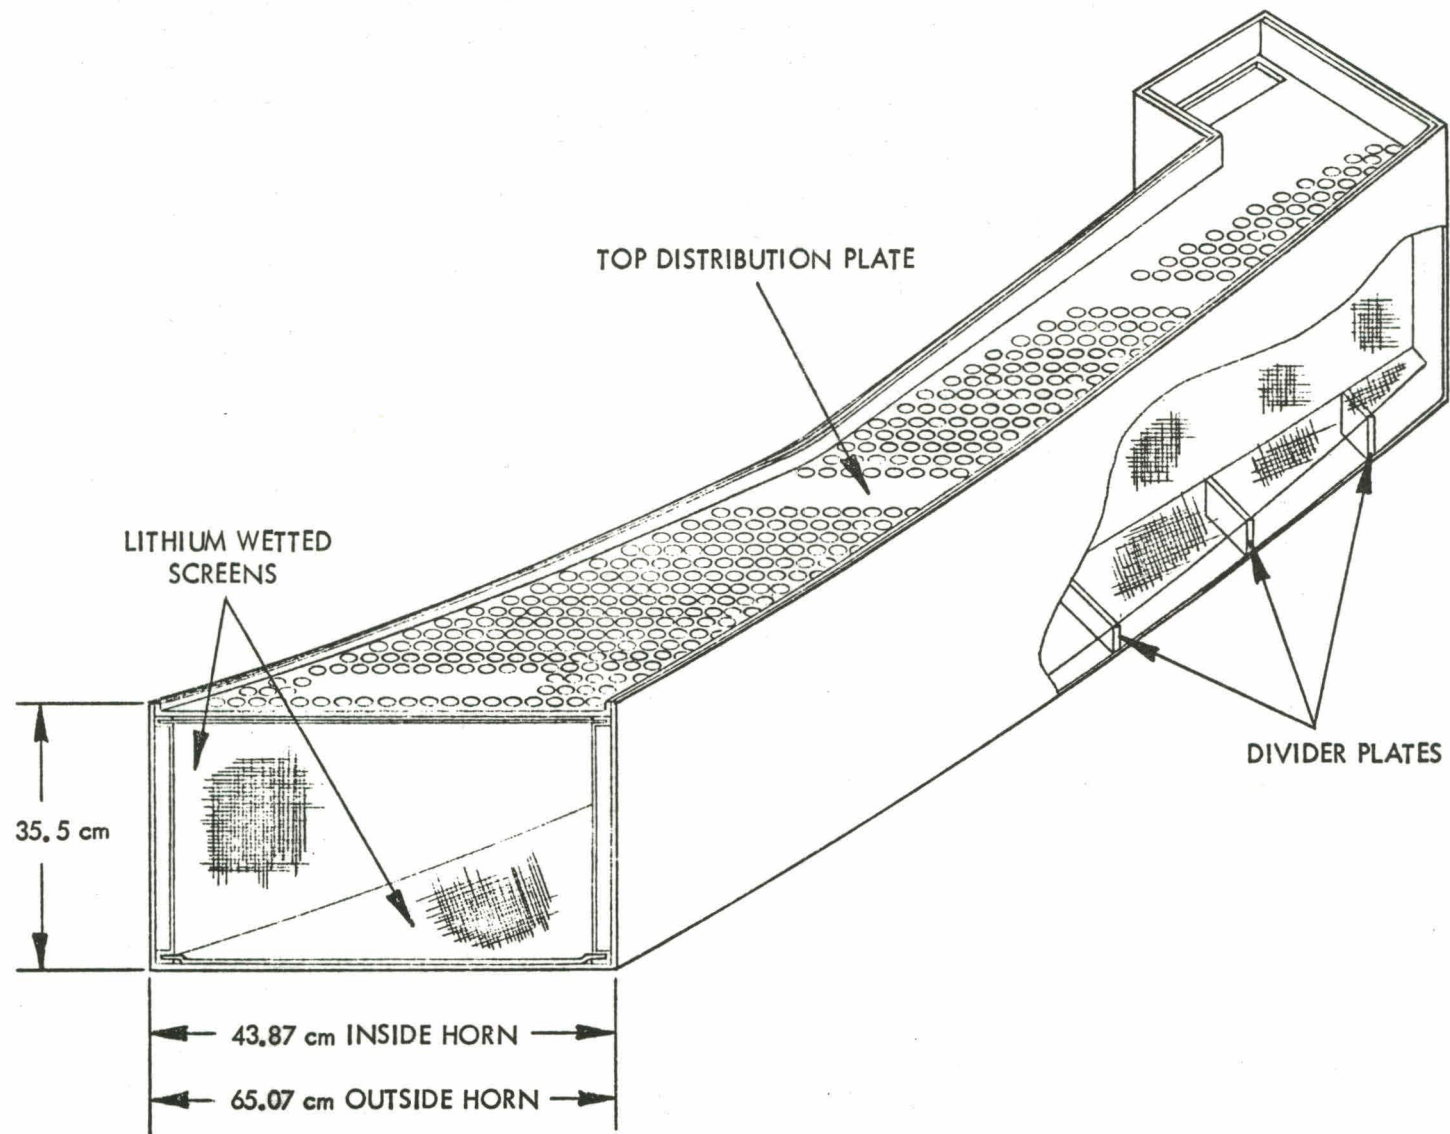 TOP DISTRIBUTION PLATE
LITHIUM WETTED
SCREENS
DIVIDER PLATES
35.5 cm
43.87 cm INSIDE HORN
65.07 cm OUTSIDE HORN